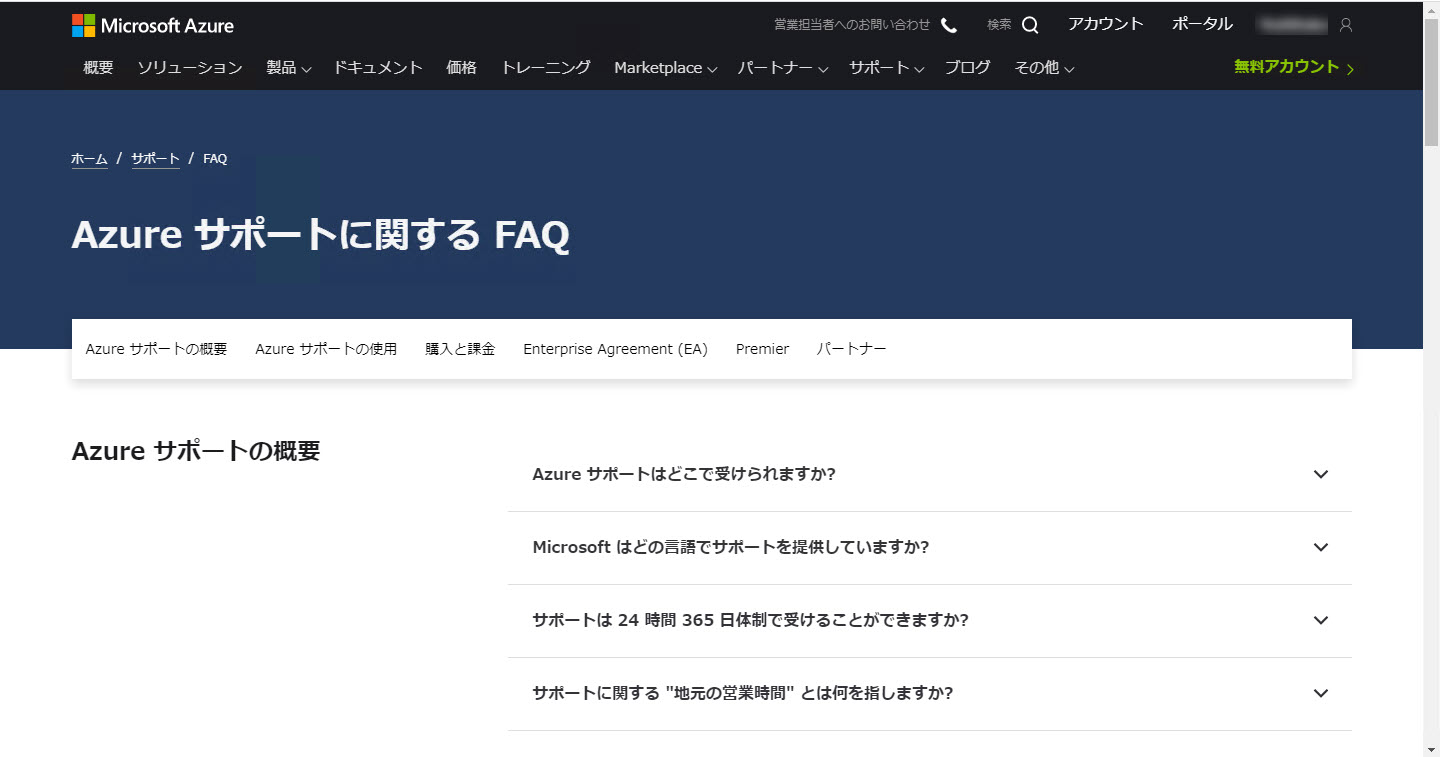 Microsoft Azure
営業担当者へのお問い合わせ 検索 アカウント ポータル
概要 ソリューション 製品 ドキュメント 価格 トレーニング Marketplace パートナー サポート ブログ その他 無料アカウント
ホーム / サポート / FAQ
Azure サポートに関する FAQ
Azure サポートの概要 Azure サポートの使用 購入と課金 Enterprise Agreement (EA) Premier パートナー
Azure サポートの概要
Azure サポートはどこで受けられますか?
Microsoft はどの言語でサポートを提供していますか?
サポートは 24 時間 365 日体制で受けることができますか?
サポートに関する "地元の営業時間" とは何を指しますか?